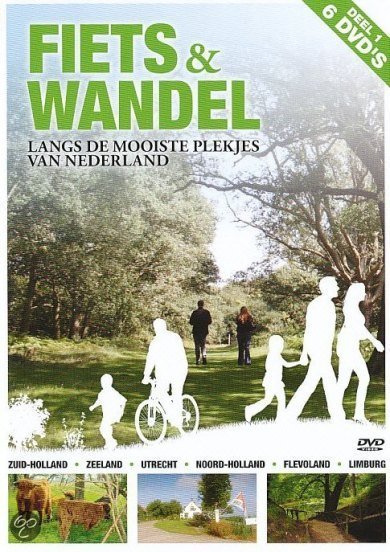 DEEL 1
6 DVD'S
FIETS &
WANDEL
LANGS DE MOOISTE PLEKJES
VAN NEDERLAND
DVD
VIDEO
ZUID-HOLLAND • ZEELAND • UTRECHT • NOORD-HOLLAND • FLEVOLAND • LIMBURG